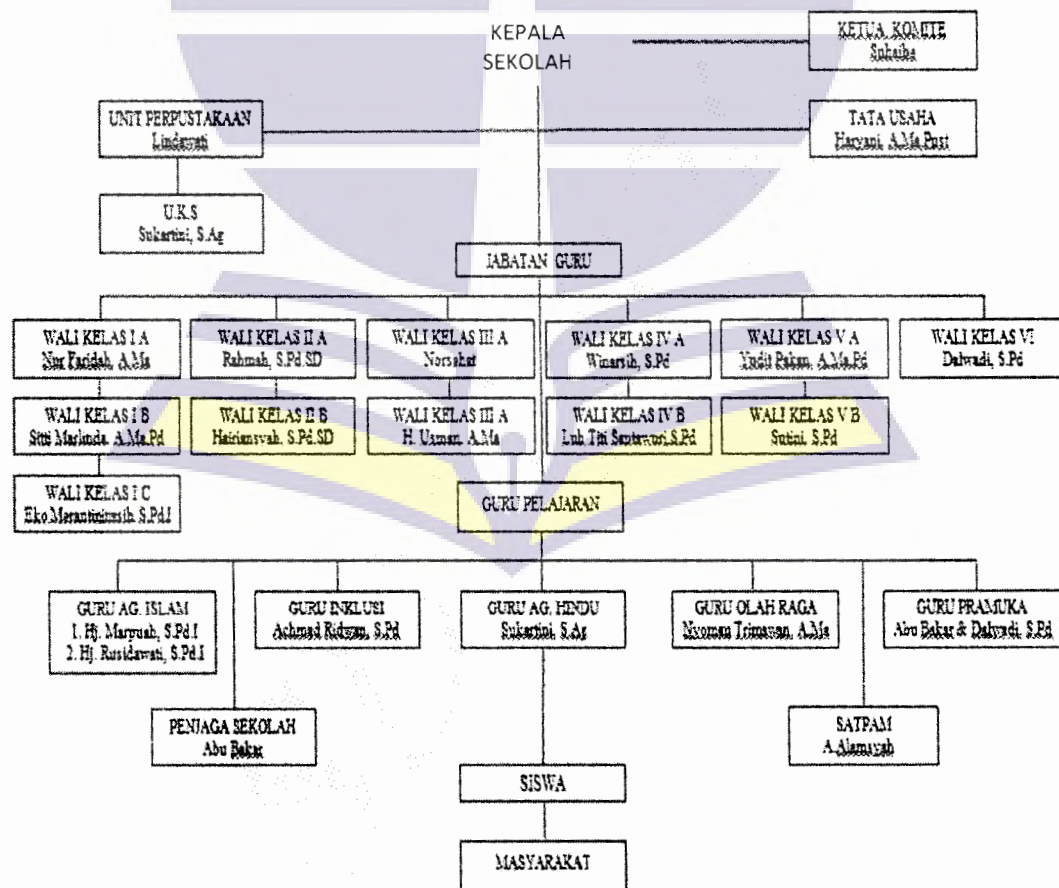 KEPALA
SEKOLAH
KETUA KOMITE
Suhaiba
UNIT PERPUSTAKAAN
Lindawati
TATA USAHA
Haryani, A.Ma.Pust
U.K.S
Sukartini, S.Ag
JABATAN GURU
WALI KELAS I A
Nur Faridah, A.Ma
WALI KELAS II A
Rahmah, S.Pd.SD
WALI KELAS III A
Norsehat
WALI KELAS IV A
Winarsih, S.Pd
WALI KELAS V A
Yudit Pakan, A.Ma.Pd
WALI KELAS VI
Dalwadi, S.Pd
WALI KELAS I B
Sitti A.Ma.Pd
WALI KELAS II B
Hairiansyah, S.Pd.SD
WALI KELAS III A
H. Usman, A.Ma
WALI KELAS IV B
Luh Titi S.Pd
WALI KELAS V B
Sutini, S.Pd
WALI KELAS I C
Eko S.Pd.I
GURU PELAJARAN
GURU AG. ISLAM
1. Hj. Maryuah, S.Pd.I
2. Hj. Rusidawati, S.Pd.I
GURU INKLUSI
Achmad Ridwan, S.Pd
GURU AG. HINDU
Sukartini, S.Ag
GURU OLAH RAGA
Nyoman Trimawan, A.Ma
GURU PRAMUKA
Abu Bakar & Dahyadi, S.Pd
PENJAGA SEKOLAH
Abu Bakar
SATPAM
A.Alamsyah
SISWA
MASYARAKAT